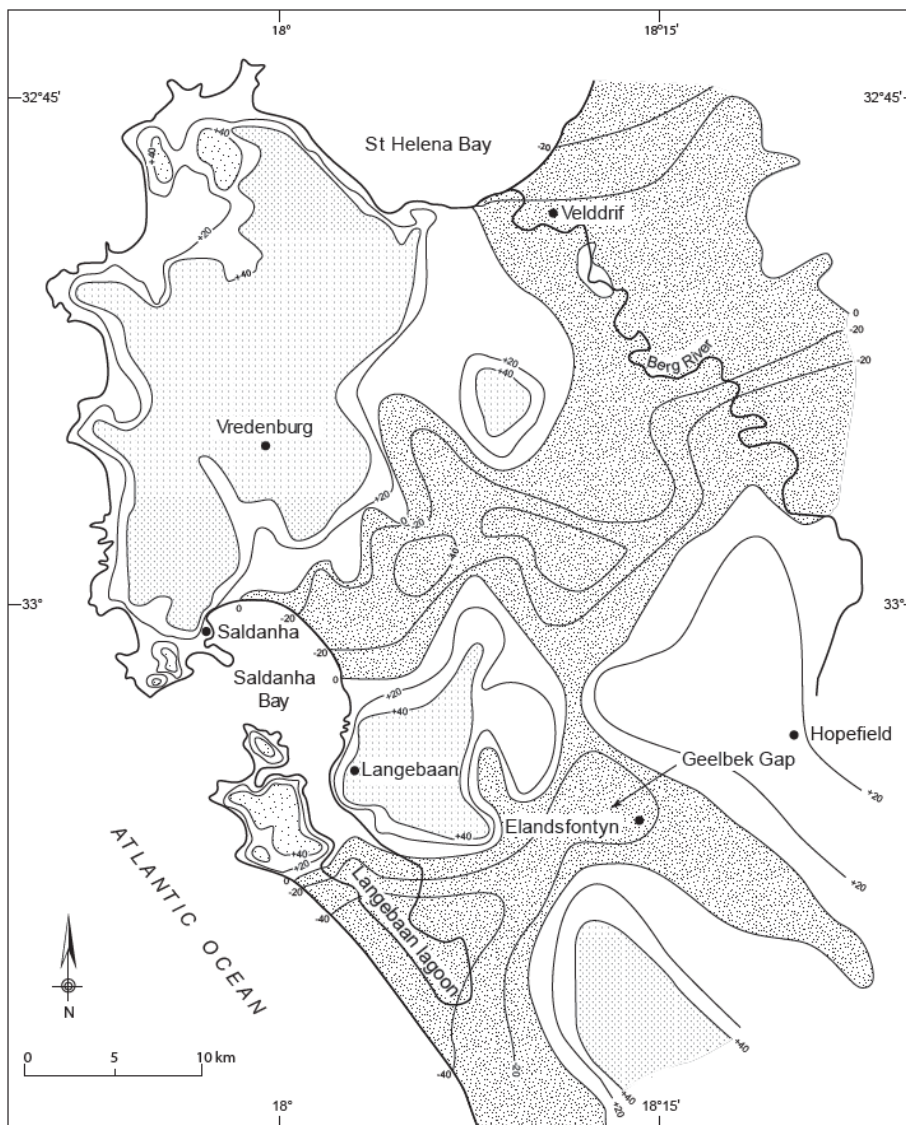 18° 18°15'
32°45' 32°45'
+40
+40
St Helena Bay
-20
Velddrif
+20
+40
0
-20
-20
Berg River
+20
+40
Vredenburg
+20
0
-20
-40
33° 33°
0
-20
-20
0
Saldanha
Saldanha
Bay
+20
+40
Hopefield
Geelbek Gap
Langebaan
+20
Elandsfontyn
+40
+40
+20
0
-20
-40
Langebaan lagoon
+20
ATLANTIC OCEAN
N
0 5 10 km
-40
-20
+40
+40
+20
18° 18°15'